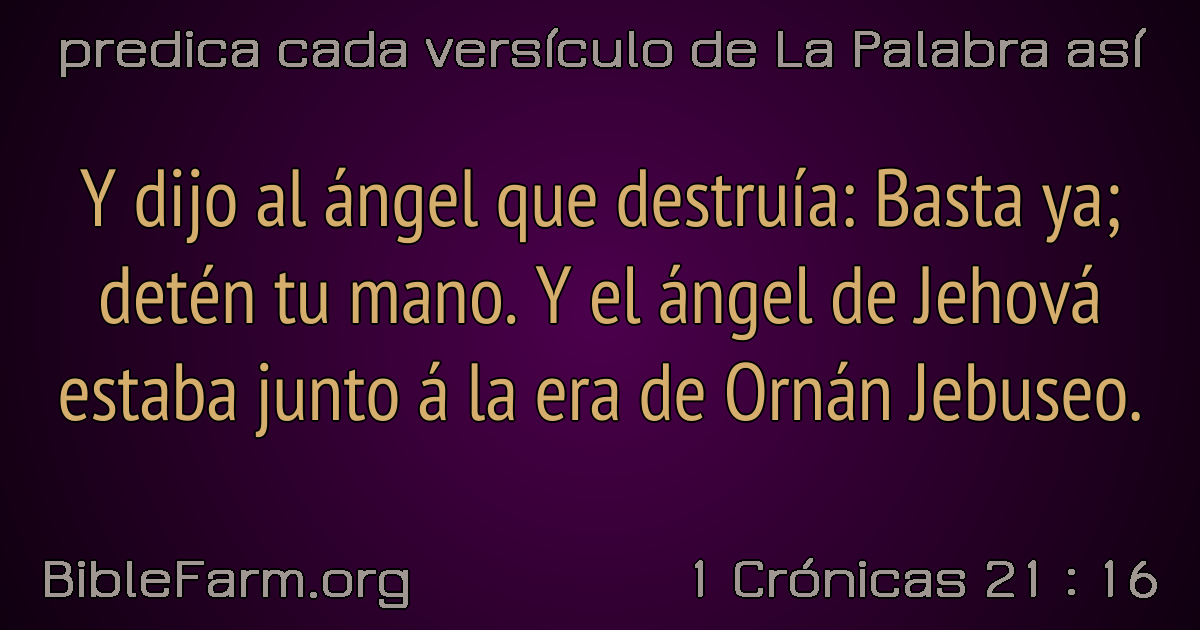 predica cada versículo de La Palabra así
Y dijo al ángel que destruía: Basta ya;
detén tu mano. Y el ángel de Jehová
estaba junto á la era de Ornán Jebuseo.
BibleFarm.org
1 Crónicas 21 : 16